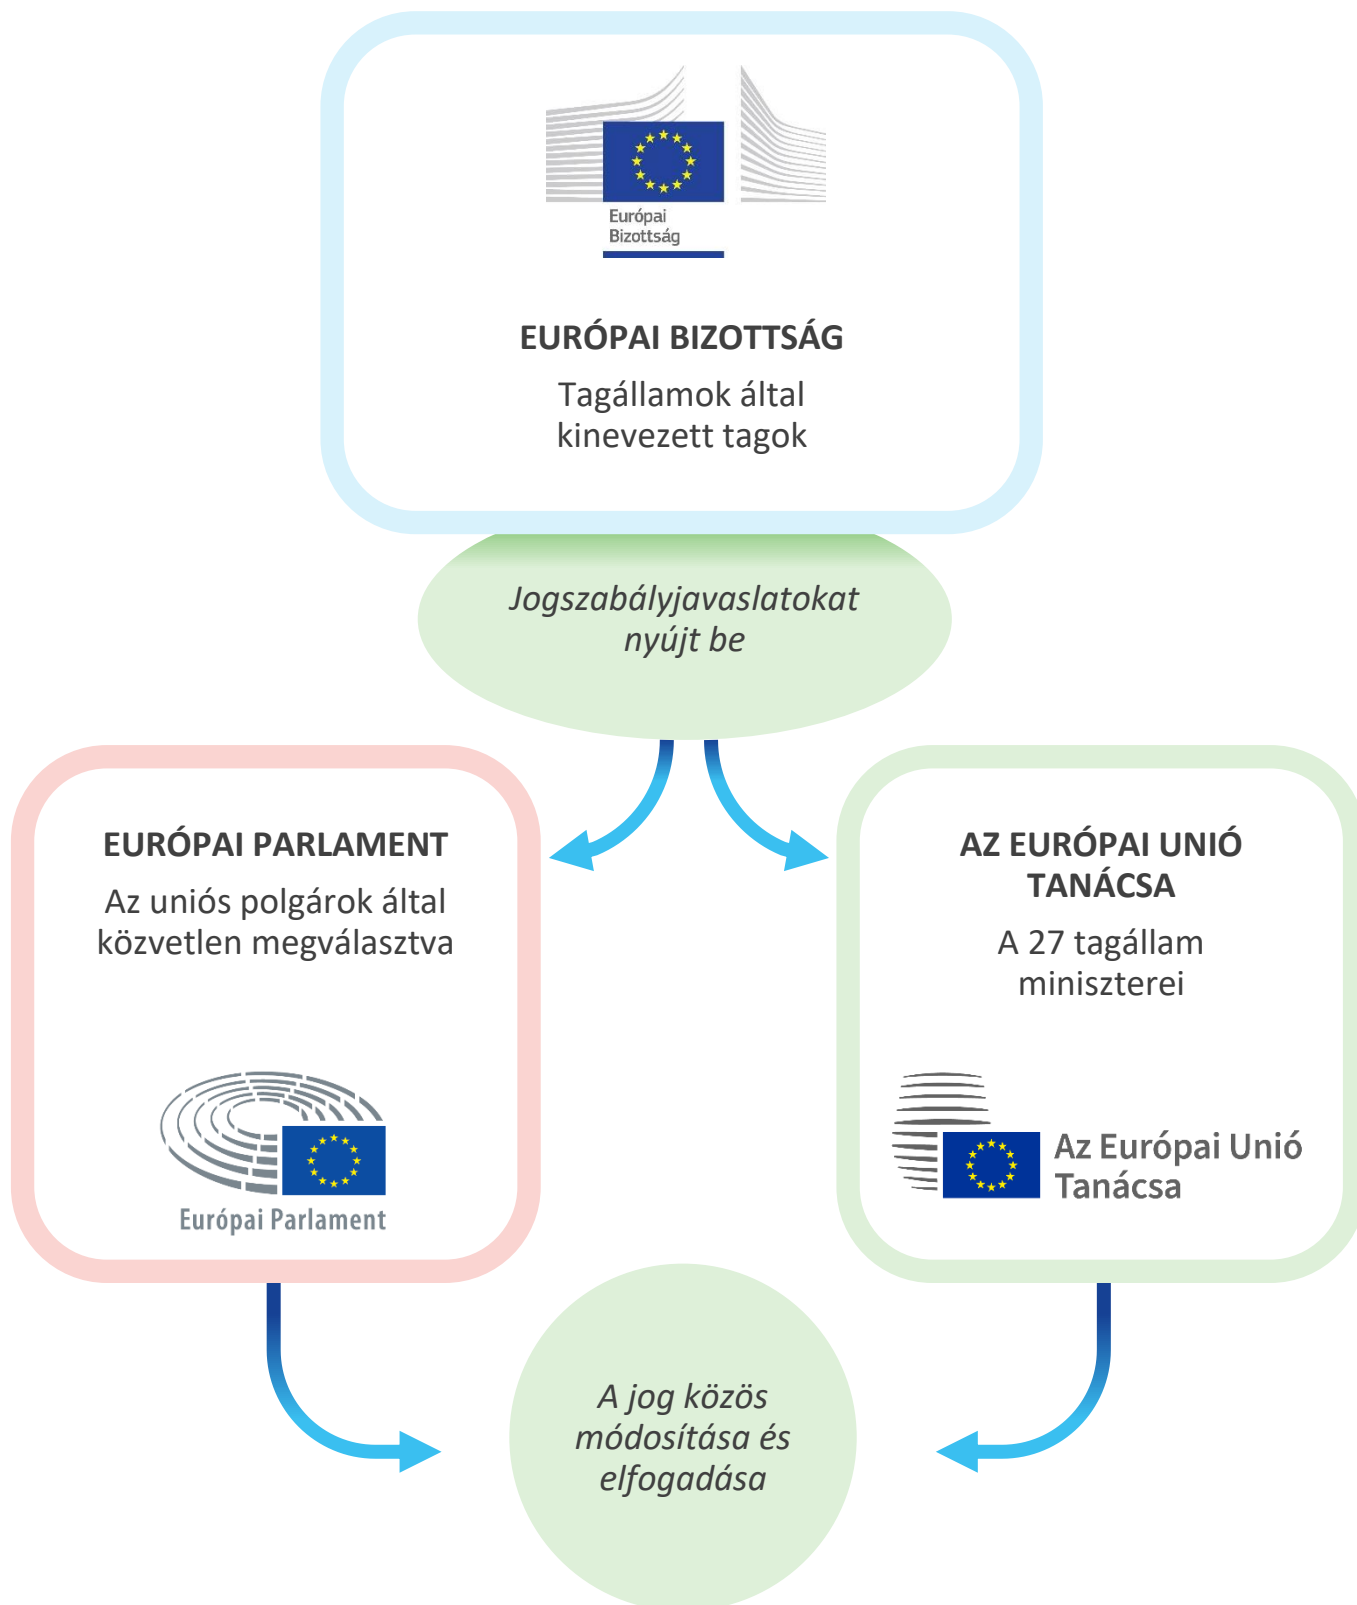 Európai
Bizottság
EURÓPAI BIZOTTSÁG
Tagállamok által
kinevezett tagok
Jogszabályjavaslatokat
nyújt be
EURÓPAI PARLAMENT
Az uniós polgárok által
közvetlen megválasztva
Európai Parlament
AZ EURÓPAI UNIÓ
TANÁCSA
A 27 tagállam
miniszterei
Az Európai Unió
Tanácsa
A jog közös
módosítása és
elfogadása